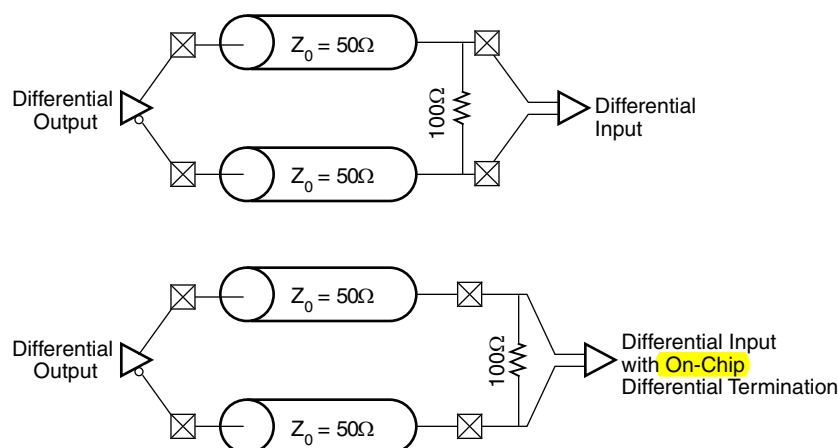 Z0 = 50Ω
Differential
Output
100Ω
Differential
Input
Z0 = 50Ω
Z0 = 50Ω
Differential
Output
100Ω
Differential Input
with On-Chip
Differential Termination
Z0 = 50Ω